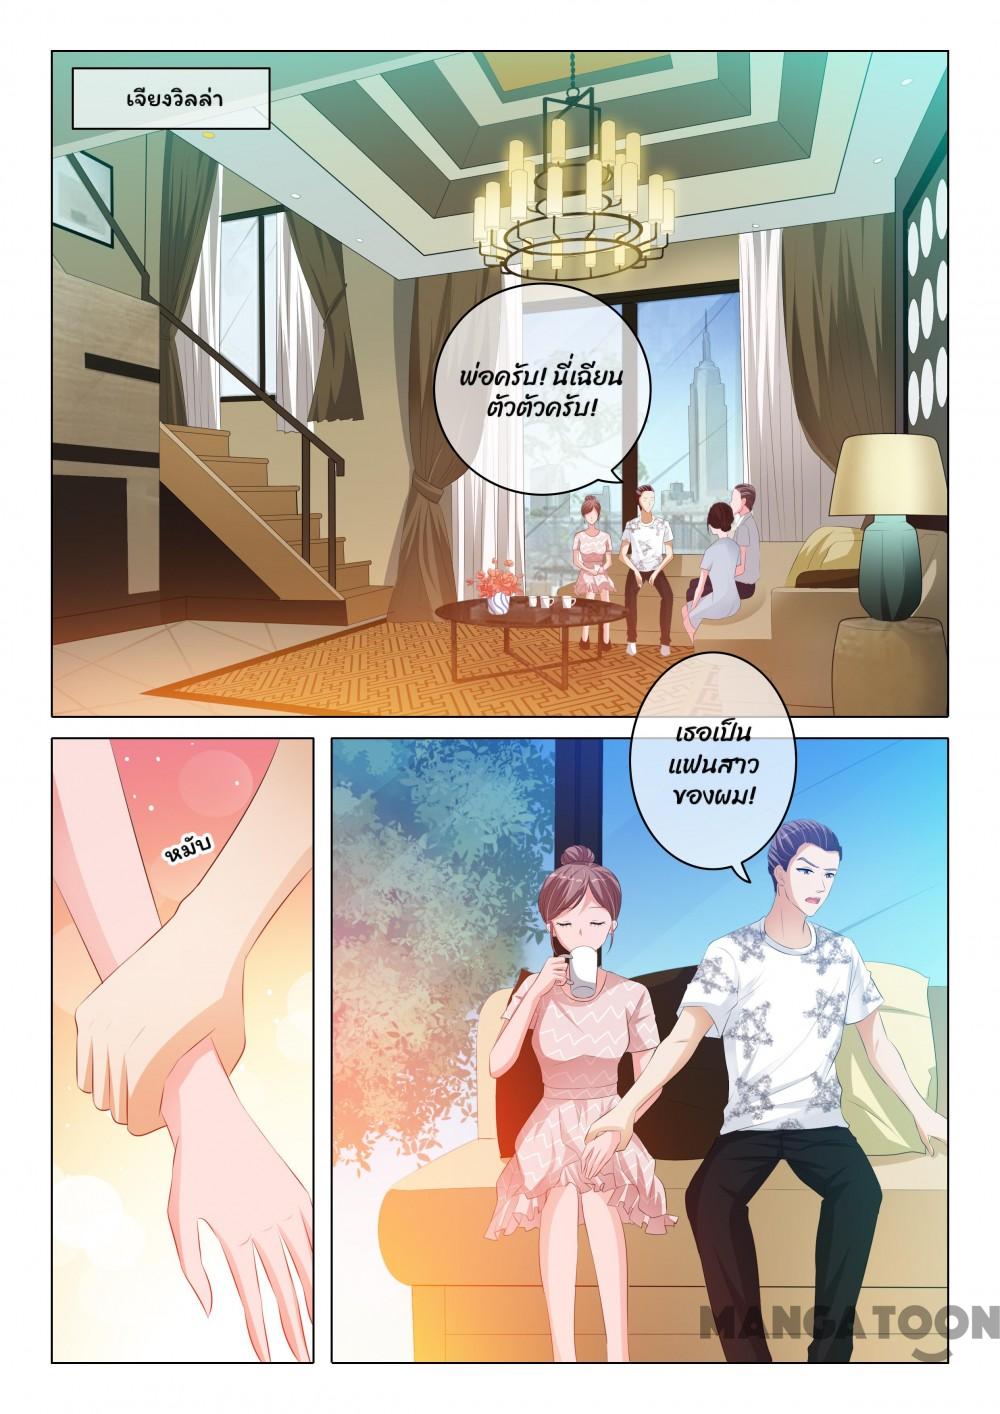 เจียงวิลล่า
พ่อครับ! นี่เฉียน
ตัวตัวครับ!
หมับ
เธอเป็น
แฟนสาว
ของผม!
MANGATOON